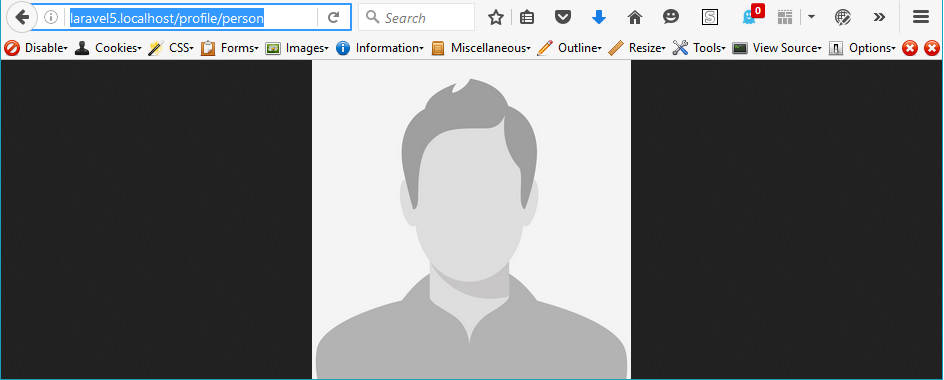 laravel5.localhost/profile/person Search S 0
Disable Cookies CSS Forms Images Information Miscellaneous Outline Resize Tools View Source Options